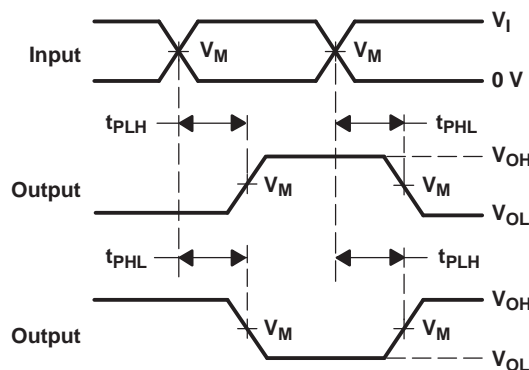 V_I
Input V_M V_M
0 V
t_PLH t_PHL
V_OH
Output V_M V_M
V_OL
t_PHL t_PLH
V_OH
Output V_M V_M
V_OL